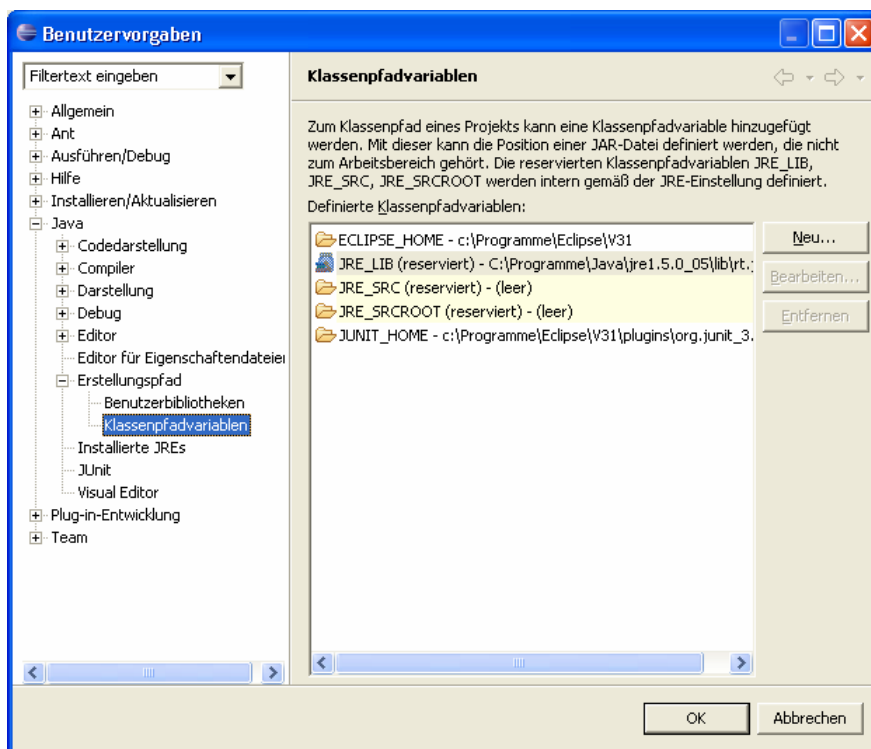 Benutzervorgaben
Filtertext eingeben
Allgemein
Ant
Ausführen/Debug
Hilfe
Installieren/Aktualisieren
Java
Codedarstellung
Compiler
Darstellung
Debug
Editor
Editor für Eigenschaftendateier
Erstellungspfad
Benutzerbibliotheken
Klassenpfadvariablen
Installierte JREs
JUnit
Visual Editor
Plug-in-Entwicklung
Team
Klassenpfadvariablen
Zum Klassenpfad eines Projekts kann eine Klassenpfadvariable hinzugefügt
werden. Mit dieser kann die Position einer JAR-Datei definiert werden, die nicht
zum Arbeitsbereich gehört. Die reservierten Klassenpfadvariablen JRE_LIB,
JRE_SRC, JRE_SRCROOT werden intern gemäß der JRE-Einstellung definiert.
Definierte Klassenpfadvariablen:
ECLIPSE_HOME - c:\Programme\Eclipse\V31
JRE_LIB (reserviert) - C:\Programme\Java\jre1.5.0_05\lib\rt.j
JRE_SRC (reserviert) - (leer)
JRE_SRCROOT (reserviert) - (leer)
JUNIT_HOME - c:\Programme\Eclipse\V31\plugins\org.junit_3.
Neu...
Bearbeiten...
Entfernen
OK
Abbrechen